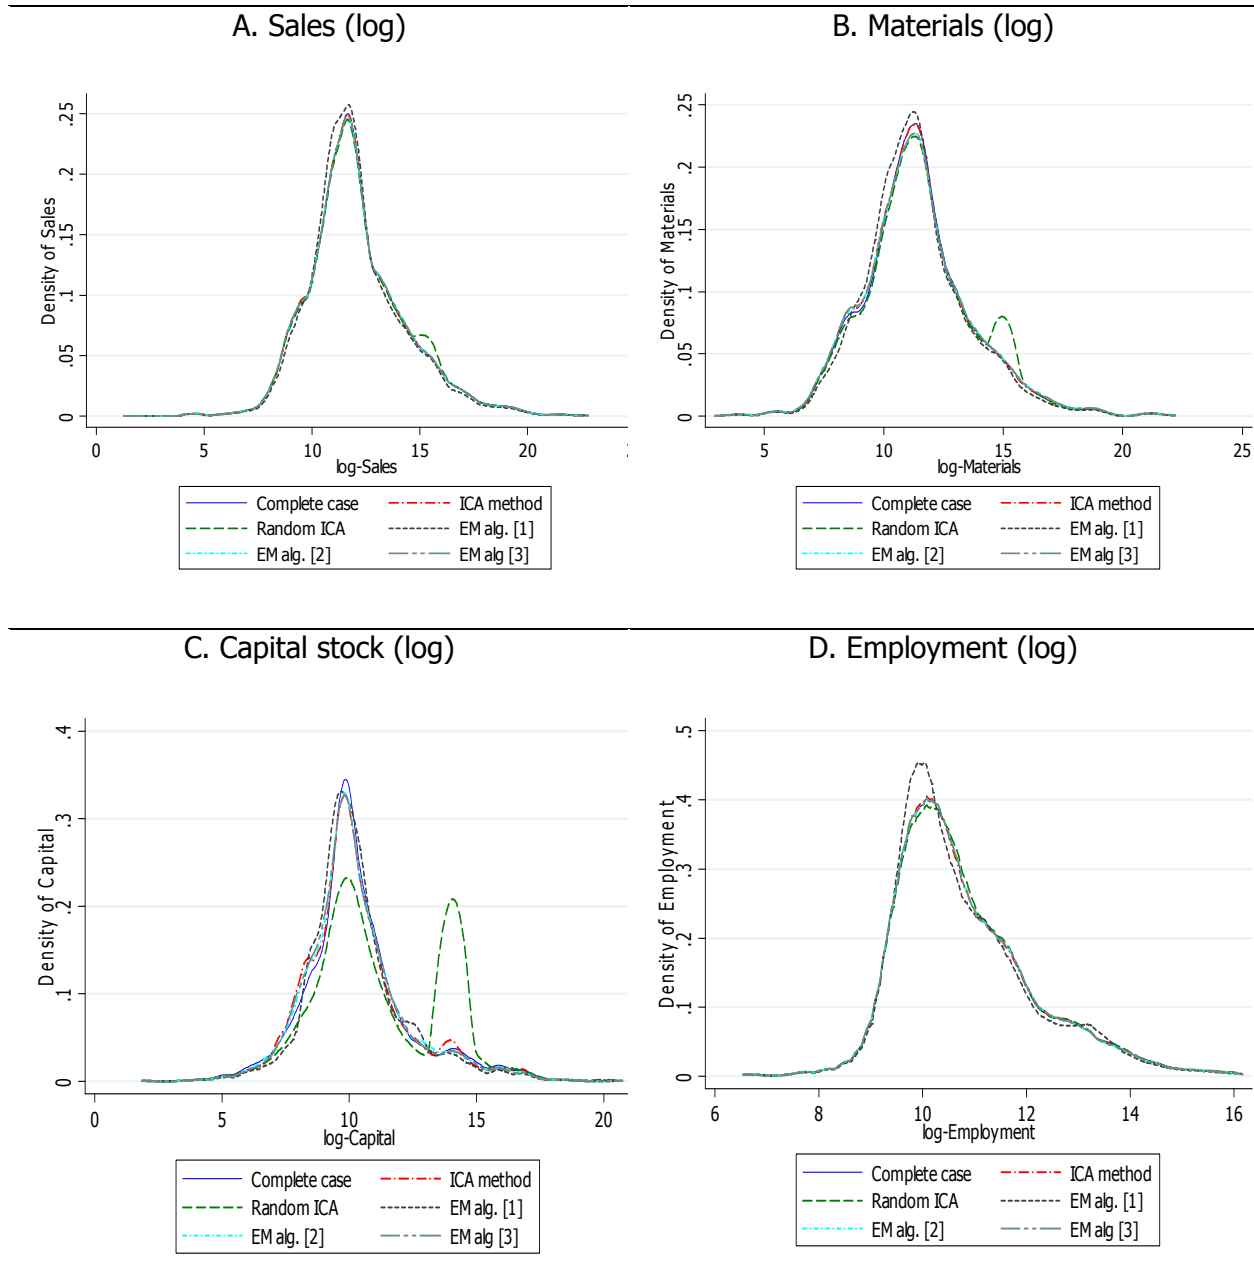 A. Sales (log)
B. Materials (log)
Density of Sales
0 .05 .1 .15 .2 .25
0 5 10 15 20
log-Sales
Complete case ICA method
Random ICA EM alg. [1]
EM alg. [2] EM alg [3]
Density of Materials
0 .05 .1 .15 .2 .25
5 10 15 20 25
log-Materials
Complete case ICA method
Random ICA EM alg. [1]
EM alg. [2] EM alg [3]
C. Capital stock (log)
D. Employment (log)
Density of Capital
0 .1 .2 .3 .4
0 5 10 15 20
log-Capital
Complete case ICA method
Random ICA EM alg. [1]
EM alg. [2] EM alg [3]
Density of Employment
0 .1 .2 .3 .4 .5
6 8 10 12 14 16
log-Employment
Complete case ICA method
Random ICA EM alg. [1]
EM alg. [2] EM alg [3]